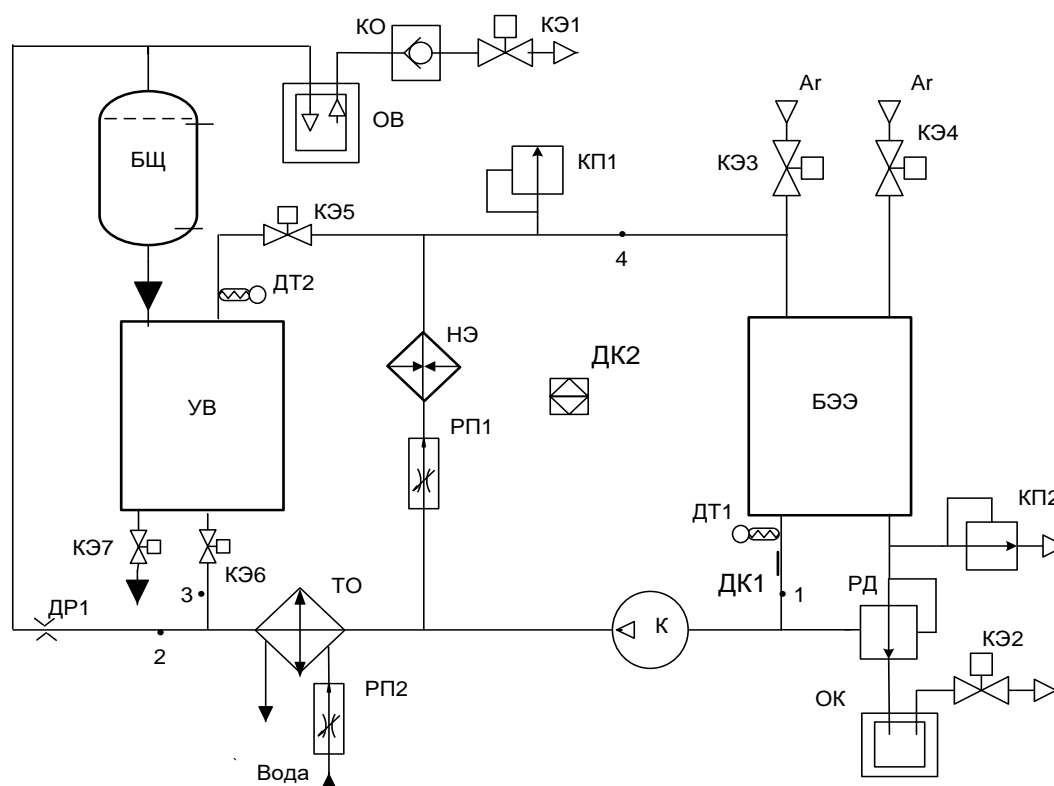 КО
КЭ1
ОВ
Ar
Ar
БЩ
КП1
КЭ3
КЭ4
КЭ5
4
ДТ2
НЭ
ДК2
УВ
БЭЭ
РП1
КП2
ДТ1
КЭ7
КЭ6
ТО
ДК1
РД
ДР1
3
1
К
2
КЭ2
РП2
ОК
Вода